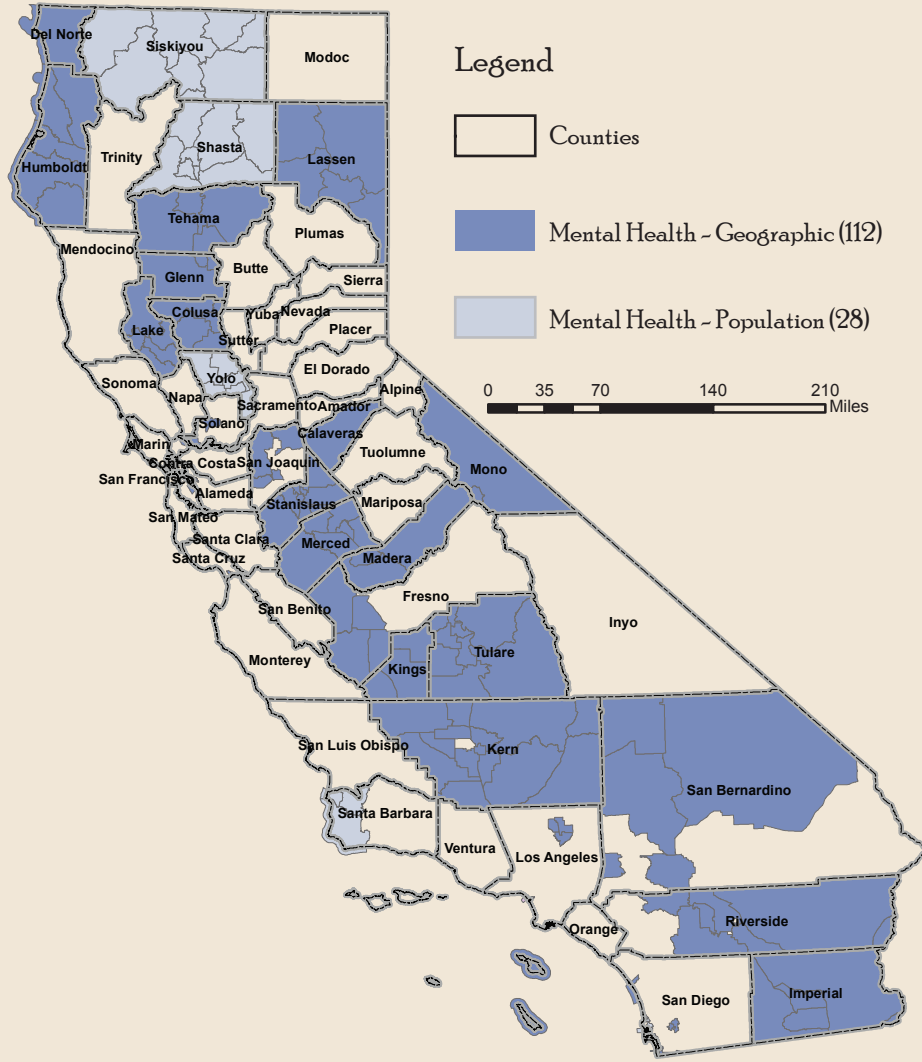 Del Norte
Siskiyou
Modoc
Legend
Counties
Trinity
Shasta
Lassen
Humboldt
Mental Health ~ Geographic (112)
Tehama
Plumas
Mendocino
Butte
Glenn
Sierra
Colusa
Yuba Nevada
Mental Health ~ Population (28)
Lake
Placer
Sutter
El Dorado
Yolo
Sonoma
Alpine
0 35 70 140 210
Miles
Napa
Sacramento Amador
Solano
Calaveras
Marin
Tuolumne
Contra Costa San Joaquin
Mono
San Francisco
Alameda
Mariposa
Stanislaus
San Mateo
Santa Clara
Merced
Santa Cruz
Madera
Fresno
San Benito
Inyo
Monterey
Tulare
Kings
San Luis Obispo
Kern
San Bernardino
Santa Barbara
Ventura
Los Angeles
Riverside
Orange
San Diego
Imperial